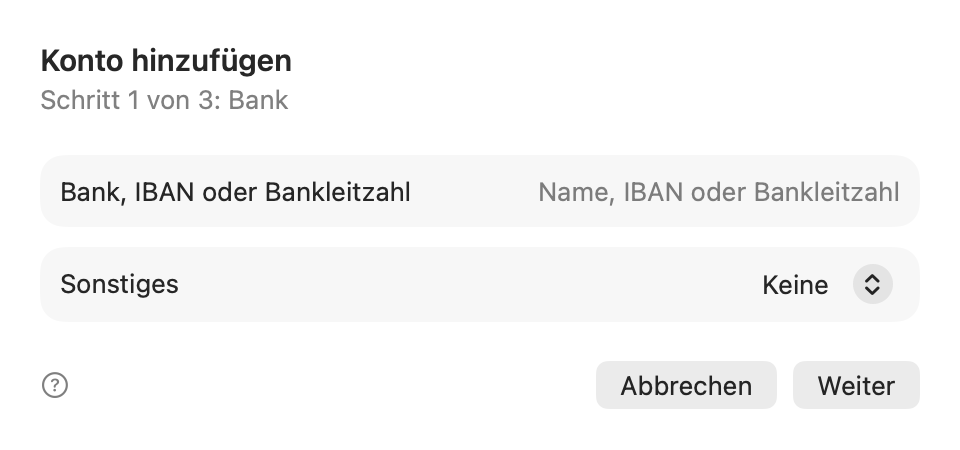 Konto hinzufügen
Schritt 1 von 3: Bank
Bank, IBAN oder Bankleitzahl Name, IBAN oder Bankleitzahl
Sonstiges Keine
? Abbrechen Weiter